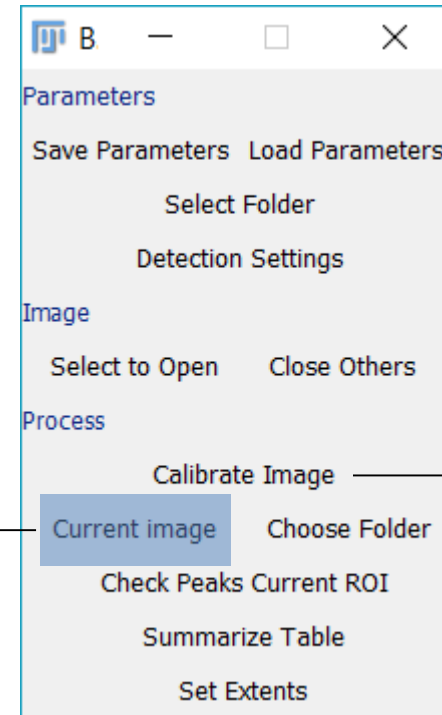 B.
Parameters
Save Parameters Load Parameters
Select Folder
Detection Settings
Image
Select to Open Close Others
Process
Calibrate Image
Current image Choose Folder
Check Peaks Current ROI
Summarize Table
Set Extents